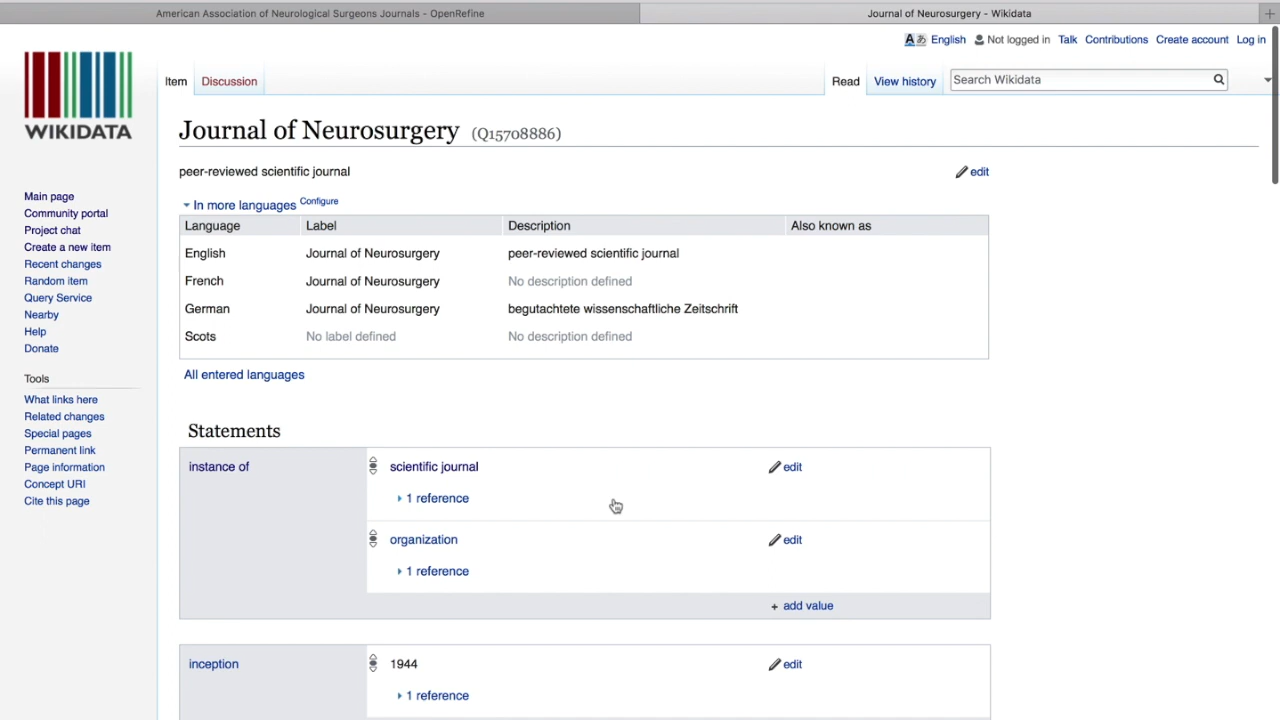 American Association of Neurological Surgeons Journals - OpenRefine
Journal of Neurosurgery - Wikidata
English Not logged in Talk Contributions Create account Log in
Item Discussion Read View history Search Wikidata
WIKIDATA
Journal of Neurosurgery (Q15708886)
peer-reviewed scientific journal edit
In more languages Configure
Language Label Description Also known as
English Journal of Neurosurgery peer-reviewed scientific journal
French Journal of Neurosurgery No description defined
German Journal of Neurosurgery begutachtete wissenschaftliche Zeitschrift
Scots No label defined No description defined
All entered languages
Main page
Community portal
Project chat
Create a new item
Recent changes
Random item
Query Service
Nearby
Help
Donate
Tools
What links here
Related changes
Special pages
Permanent link
Page information
Concept URI
Cite this page
Statements
instance of scientific journal edit
1 reference
organization edit
1 reference
+ add value
inception 1944 edit
1 reference